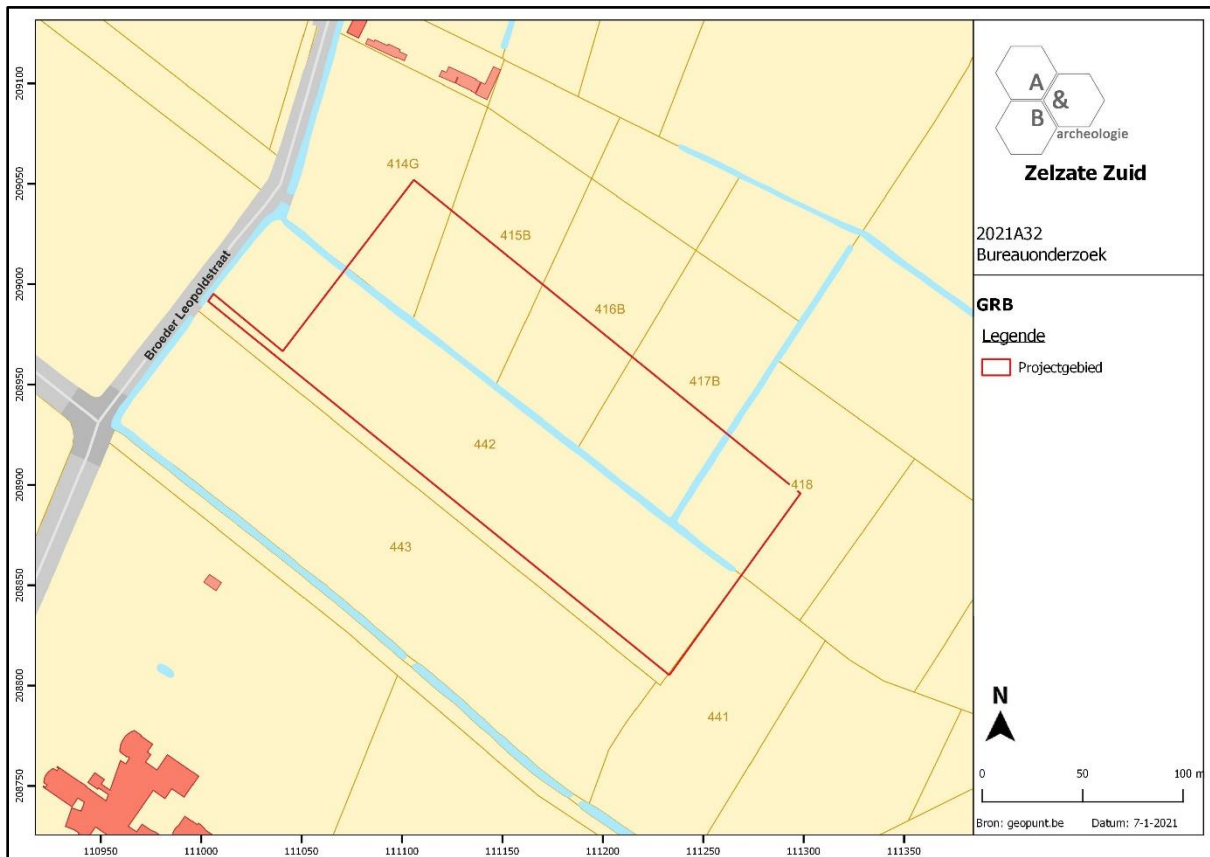 209100
209050
209000
208950
208900
208850
208800
208750
110950
111000
111050
111100
111150
111200
111250
111300
111350
414G
415B
416B
417B
418
442
443
441
Broeder Leopoldstraat
A
&
B
archeologie
Zelzate Zuid
2021A32
Bureauonderzoek
GRB
Legende
Projectgebied
N
0 50 100 m
Bron: geopunt.be Datum: 7-1-2021